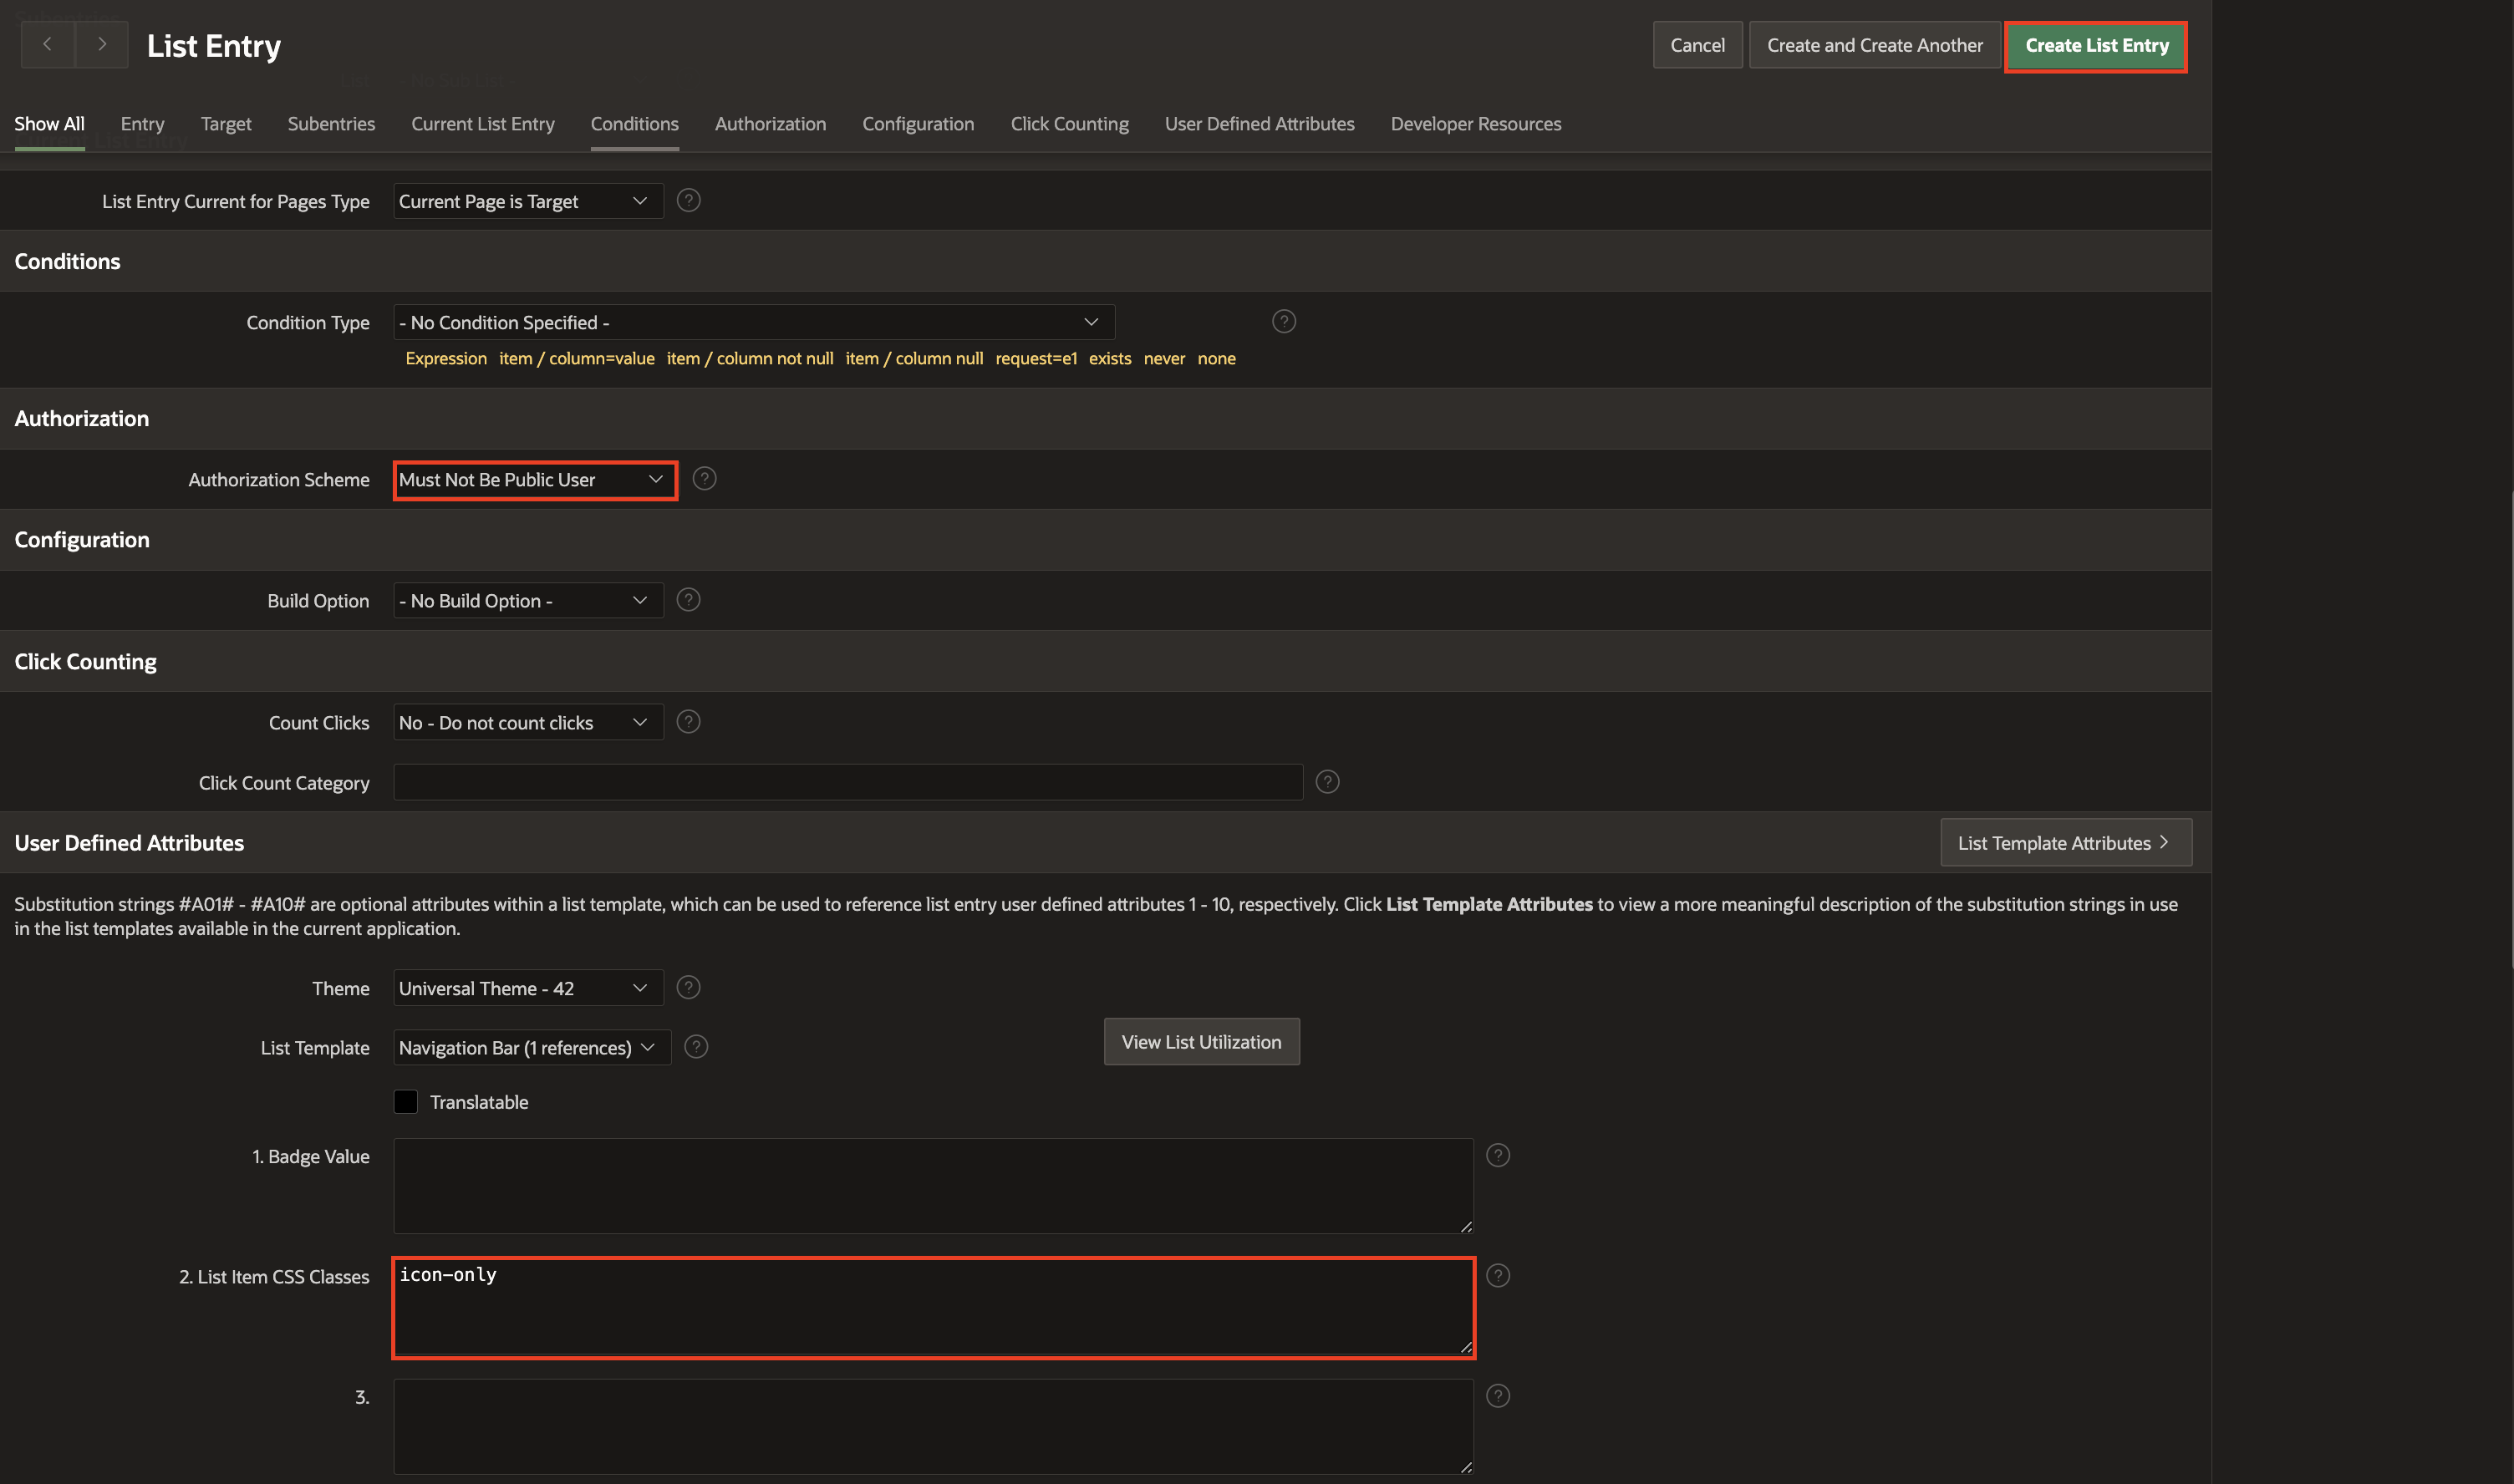 List Entry
Cancel
Create and Create Another
Create List Entry
Show All
Entry
Target
Subentries
Current List Entry
Conditions
Authorization
Configuration
Click Counting
User Defined Attributes
Developer Resources
List Entry Current for Pages Type
Current Page is Target
Conditions
Condition Type
- No Condition Specified -
Expression item / column=value item / column not null item / column null request=e1 exists never none
Authorization
Authorization Scheme
Must Not Be Public User
Configuration
Build Option
- No Build Option -
Click Counting
Count Clicks
No - Do not count clicks
Click Count Category
User Defined Attributes
List Template Attributes
Substitution strings #A01# - #A10# are optional attributes within a list template, which can be used to reference list entry user defined attributes 1 - 10, respectively. Click List Template Attributes to view a more meaningful description of the substitution strings in use
in the list templates available in the current application.
Theme
Universal Theme - 42
List Template
Navigation Bar (1 references)
View List Utilization
Translatable
1. Badge Value
2. List Item CSS Classes
icon-only
3.